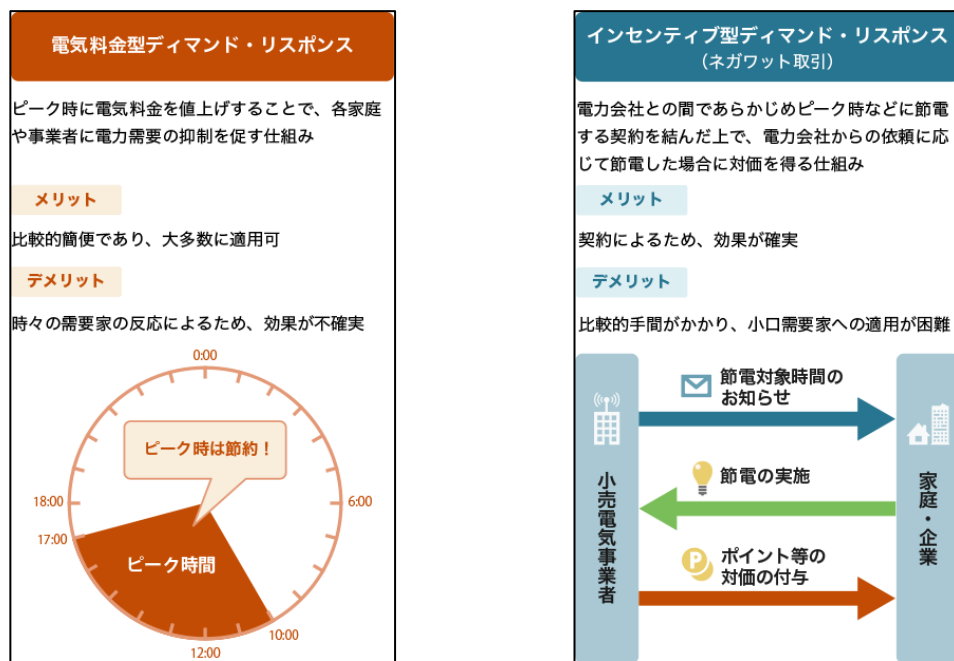 電気料金型ディマンド・リスポンス
ピーク時に電気料金を値上げすることで、各家庭
や事業者に電力需要の抑制を促す仕組み
メリット
比較的簡便であり、大多数に適用可
デメリット
時々の需要家の反応によるため、効果が不確実
0:00
ピーク時は節約！
18:00
6:00
17:00
ピーク時間
10:00
12:00
インセンティブ型ディマンド・リスポンス
（ネガワット取引）
電力会社との間であらかじめピーク時などに節電
する契約を結んだ上で、電力会社からの依頼に応
じて節電した場合に対価を得る仕組み
メリット
契約によるため、効果が確実
デメリット
比較的手間がかかり、小口需要家への適用が困難
小売電気事業者
節電対象時間の
お知らせ
節電の実施
P
ポイント等の
対価の付与
家庭・企業